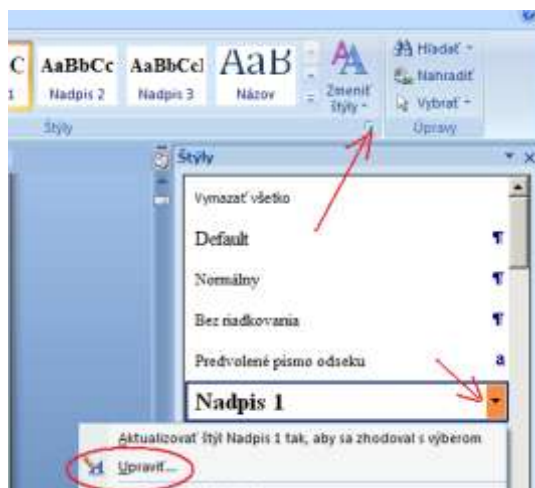 C AaBbCc AaBbCcl AaB
1 Nadpis 2 Nadpis 3 Názov
Zmeniť
štýly
Hľadať
Nahradiť
Vybrať
Štýly
Úpravy
Štýly
Vymazať všetko
Default ¶
Normálny ¶
Bez riadkovania ¶
Predvolené písmo odseku a
Nadpis 1
Aktualizovať štýl Nadpis 1 tak, aby sa zhodoval s výberom
Upraviť...